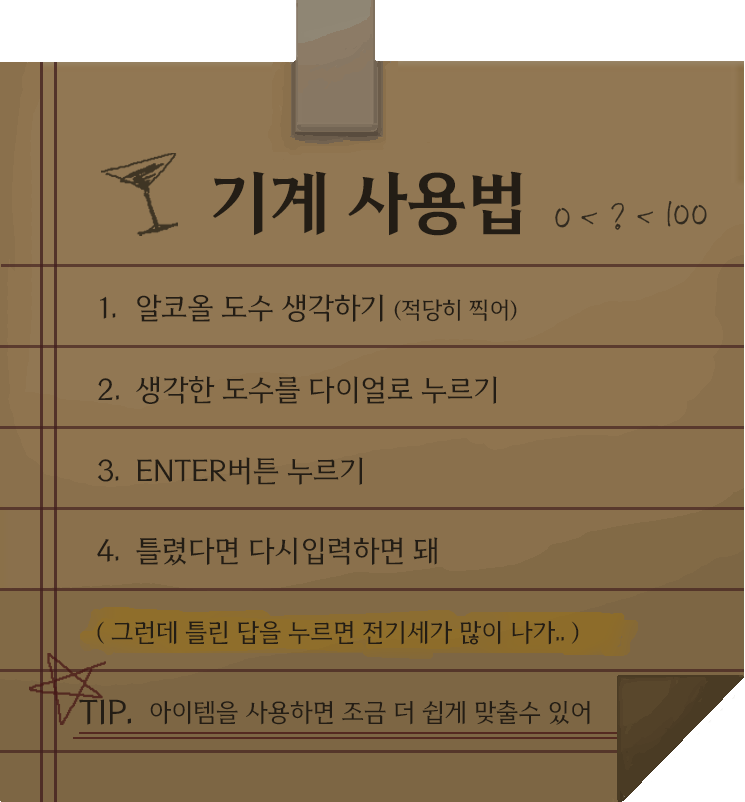 기계 사용법 0 < ? < 100
1. 알코올 도수 생각하기 (적당히 찍어)
2. 생각한 도수를 다이얼로 누르기
3. ENTER버튼 누르기
4. 틀렸다면 다시입력하면 돼
( 그런데 틀린 답을 누르면 전기세가 많이 나가.. )
TIP. 아이템을 사용하면 조금 더 쉽게 맞출수 있어